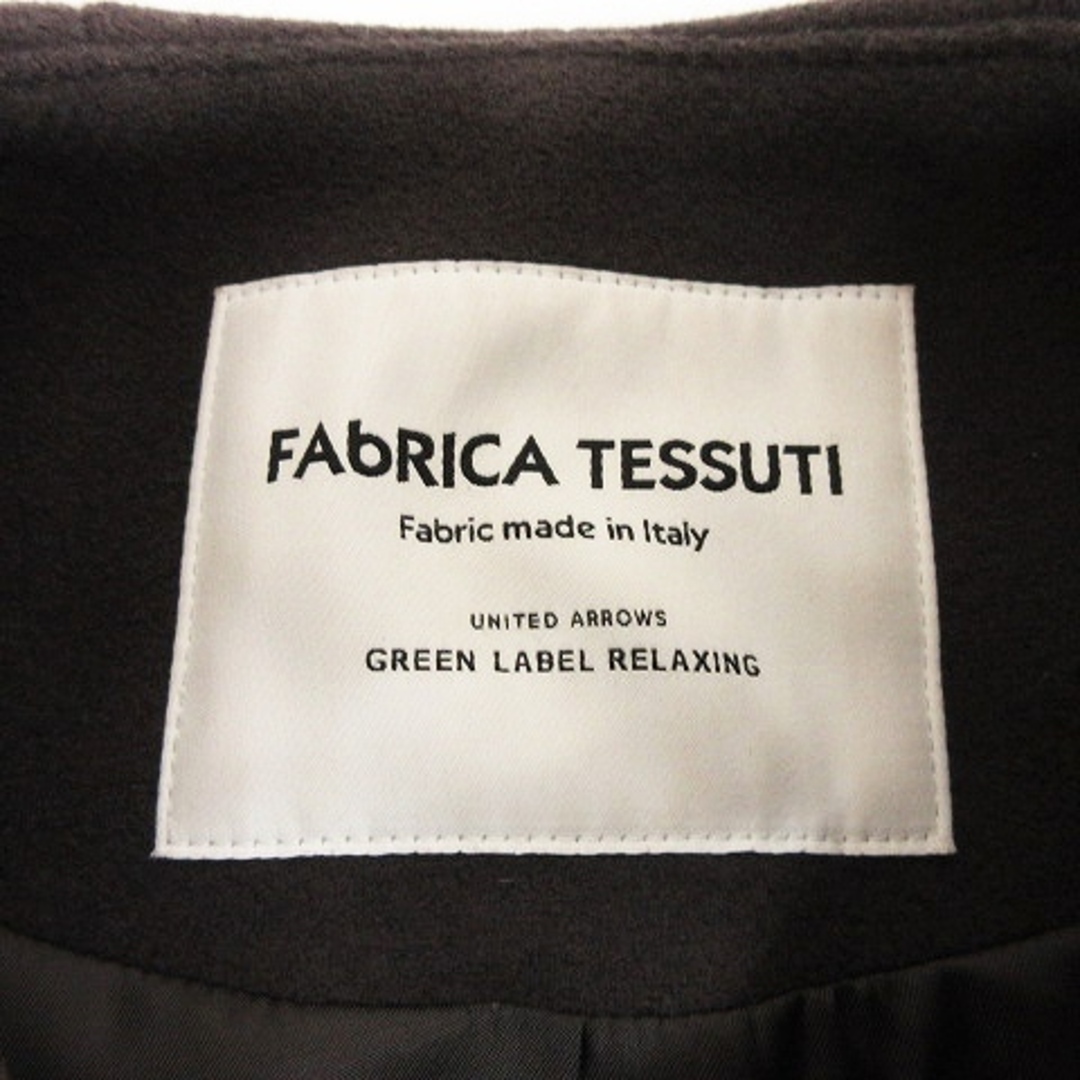 FAbRICA TESSUTI
Fabric made in Italy
UNITED ARROWS
GREEN LABEL RELAXING